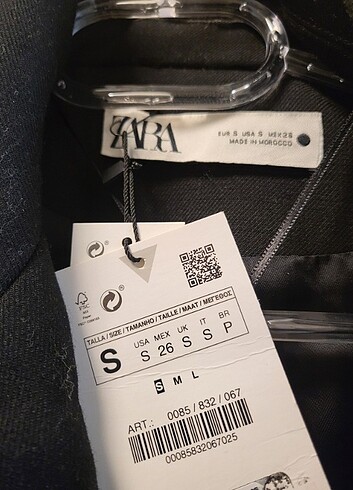 ZARA
EUR S USA S MEX 26
MADE IN MOROCCO
FSC
TALLA / SIZE / TAMANHO / TAILLE / MAAT / ΜΕΓΕΘΟΣ
S
USA MEX UK IT BR
S 26 S S P
S M L
ART.: 0085 / 832 / 067
00085832067025